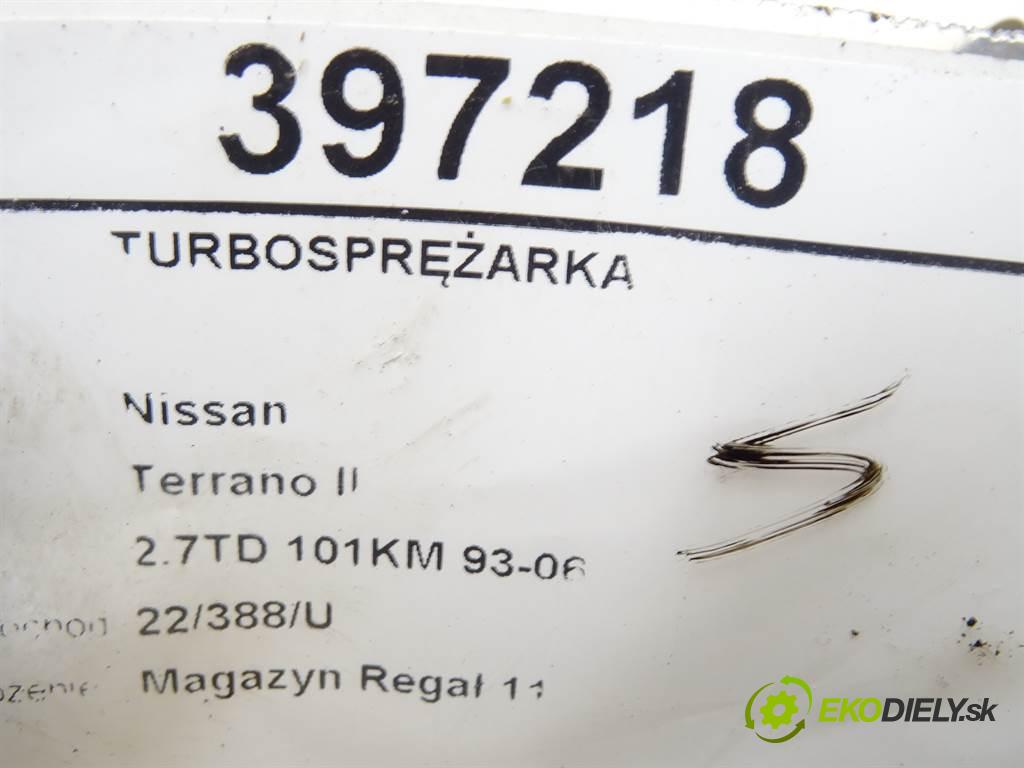 397218
TURBOSPRĘŻARKA
Nissan
Terrano II
2.7TD 101KM 93-06
22/388/U
Magazyn Regał 11
S
EKODIELY.sk